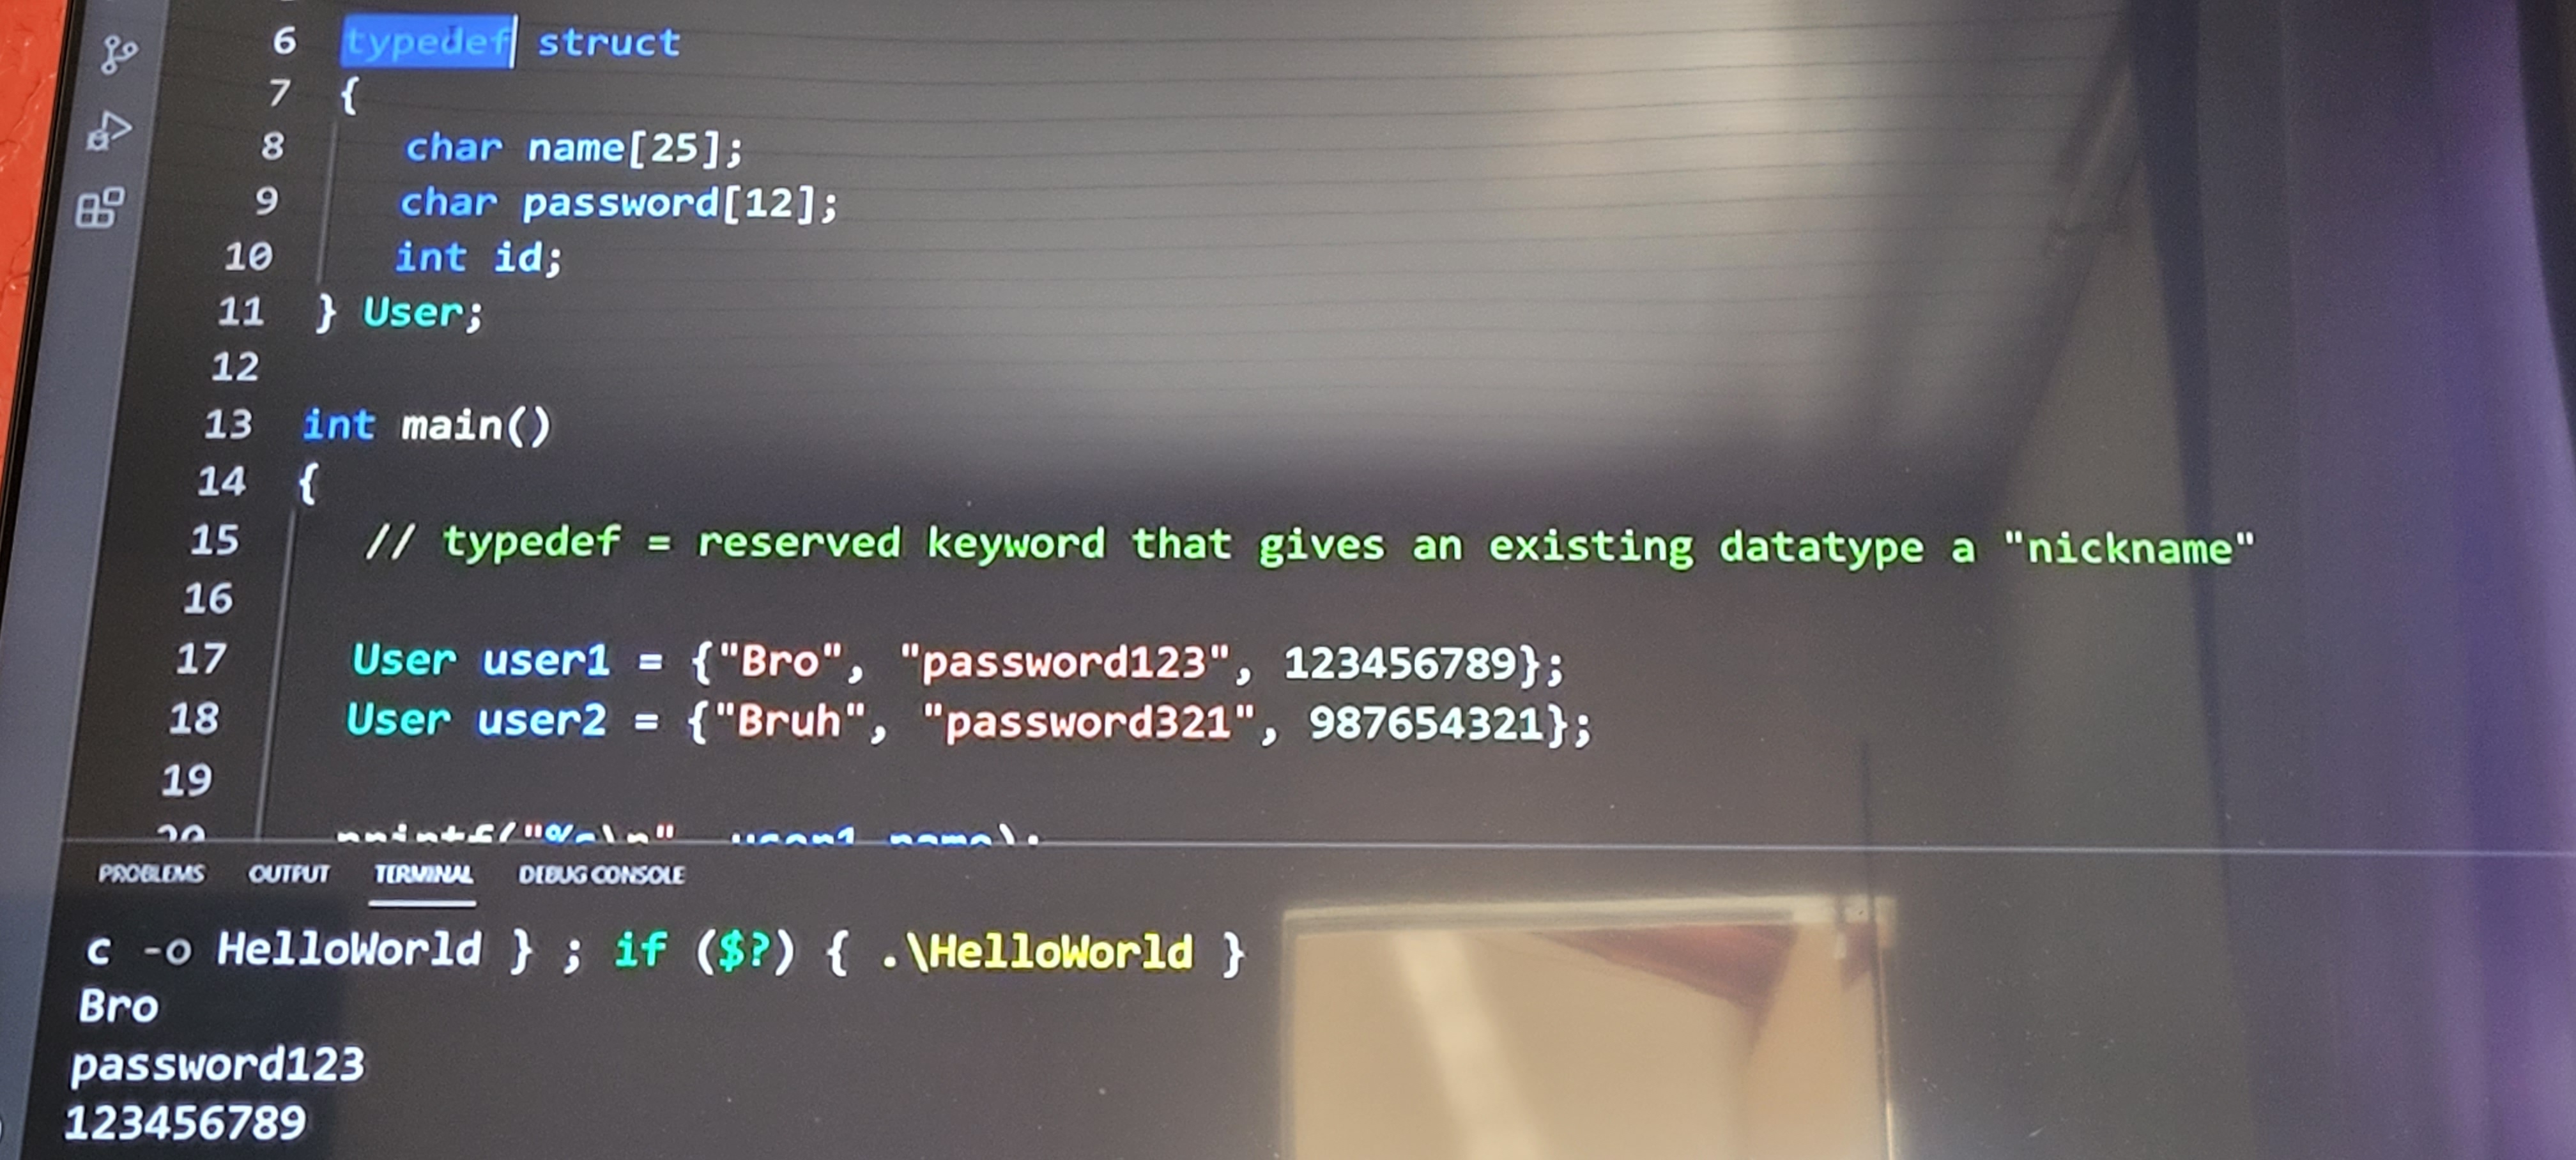 6 typedef struct
7 {
8 char name[25];
9 char password[12];
10 int id;
11 } User;
12
13 int main()
14 {
15 // typedef = reserved keyword that gives an existing datatype a "nickname"
16
17 User user1 = {"Bro", "password123", 123456789};
18 User user2 = {"Bruh", "password321", 987654321};
19
20 printf("%s\n", user1.name);
PROBLEMS OUTPUT TERMINAL DEBUG CONSOLE
c -o HelloWorld } ; if ($?) { .\HelloWorld }
Bro
password123
123456789